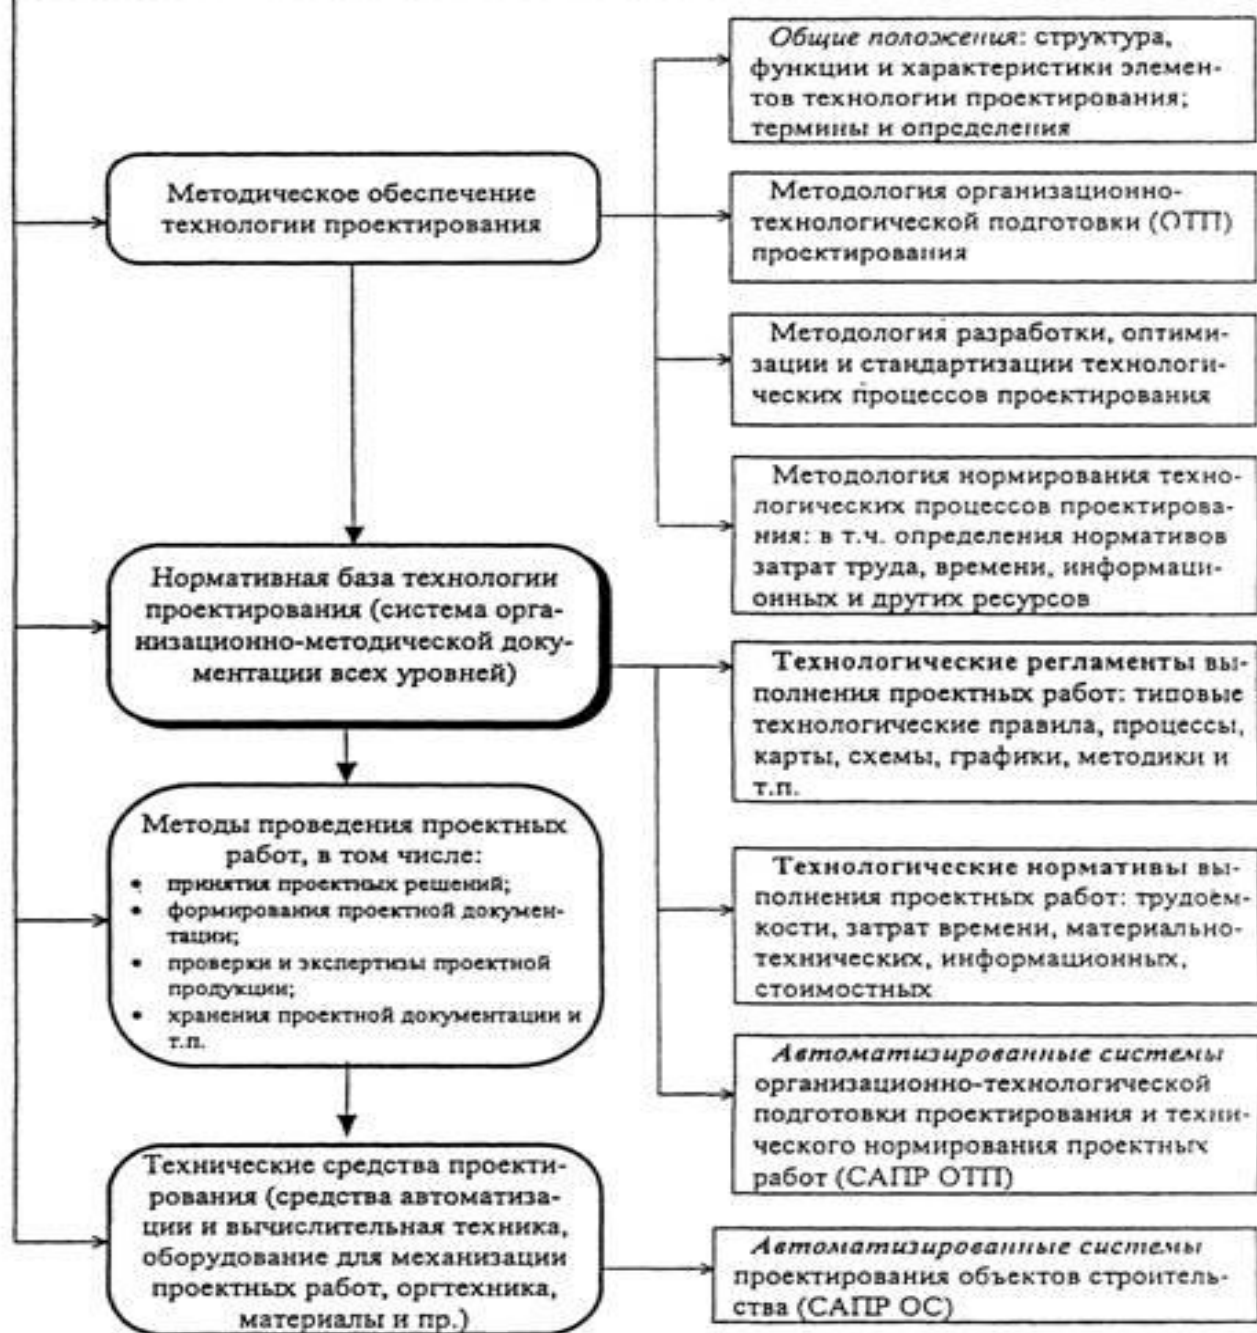 Общие положения: структура,
функции и характеристики элемен-
тов технологии проектирования;
термины и определения
Методическое обеспечение
технологии проектирования
Методология организационно-
технологической подготовки (ОТП)
проектирования
Методология разработки, оптими-
зации и стандартизации технологи-
ческих процессов проектирования
Методология нормирования техно-
логических процессов проектирова-
ния: в т.ч. определения нормативов
затрат труда, времени, информаци-
онных и других ресурсов
Нормативная база технологии
проектирования (система орга-
низационно-методической доку-
ментации всех уровней)
Технологические регламенты вы-
полнения проектных работ: типовые
технологические правила, процессы,
карты, схемы, графики, методики и
т.п.
Методы проведения проектных
работ, в том числе:
• принятия проектных решений;
• формирования проектной докумен-
тации;
• проверки и экспертизы проектной
продукции;
• хранения проектной документации и
т.п.
Технологические нормативы вы-
полнения проектных работ: трудоём-
кости, затрат времени, материально-
технических, информационных,
стоимостных
Автоматизированные системы
организационно-технологической
подготовки проектирования и техни-
ческого нормирования проектных
работ (САПР ОТП)
Технические средства проекти-
рования (средства автоматиза-
ции и вычислительная техника,
оборудование для механизации
проектных работ, оргтехника,
материалы и пр.)
Автоматизированные системы
проектирования объектов строитель-
ства (САПР ОС)